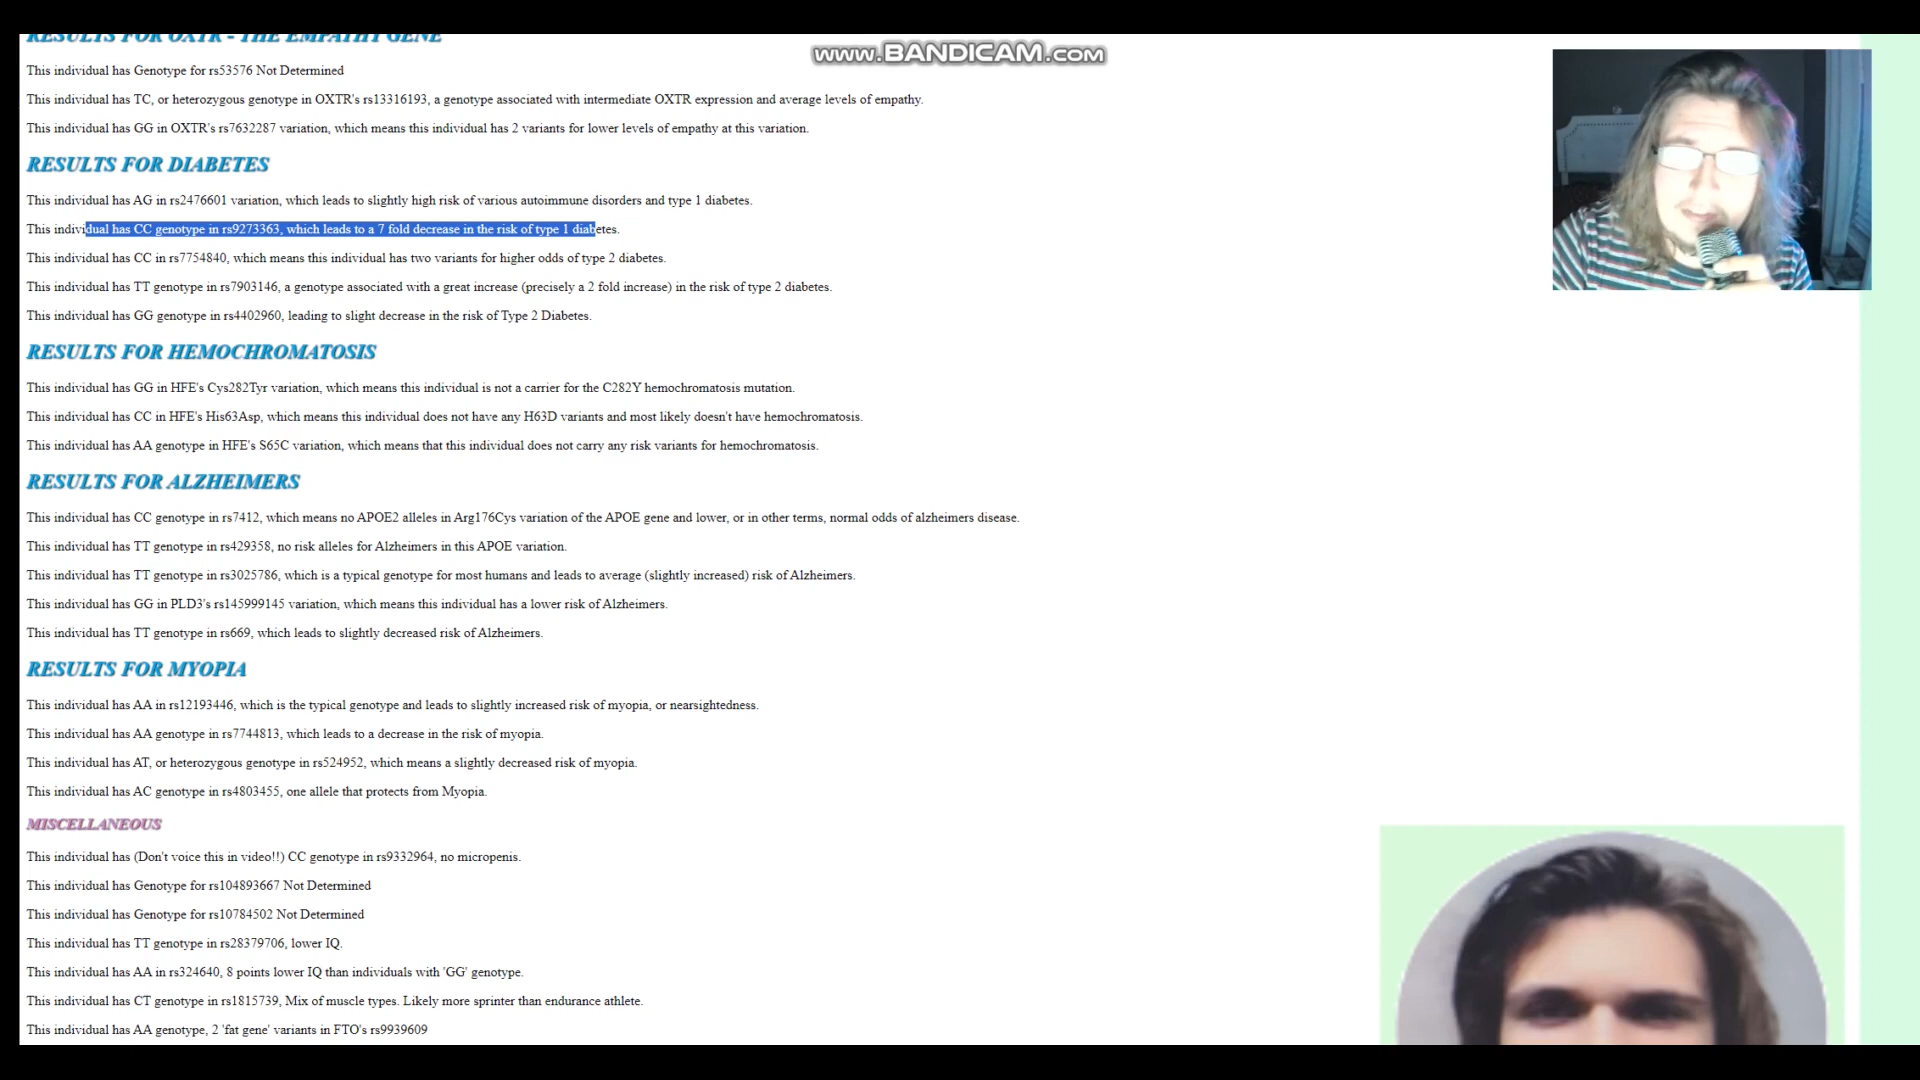 RESULTS FOR OXTR - THE EMPATHY GENE
www.BANDICAM.com
This individual has Genotype for rs53576 Not Determined
This individual has TC, or heterozygous genotype in OXTR's rs13316193, a genotype associated with intermediate OXTR expression and average levels of empathy.
This individual has GG in OXTR's rs7632287 variation, which means this individual has 2 variants for lower levels of empathy at this variation.
RESULTS FOR DIABETES
This individual has AG in rs2476601 variation, which leads to slightly high risk of various autoimmune disorders and type 1 diabetes.
This individual has CC genotype in rs9273363, which leads to a 7 fold decrease in the risk of type 1 diabetes.
This individual has CC in rs7754840, which means this individual has two variants for higher odds of type 2 diabetes.
This individual has TT genotype in rs7903146, a genotype associated with a great increase (precisely a 2 fold increase) in the risk of type 2 diabetes.
This individual has GG genotype in rs4402960, leading to slight decrease in the risk of Type 2 Diabetes.
RESULTS FOR HEMOCHROMATOSIS
This individual has GG in HFE's Cys282Tyr variation, which means this individual is not a carrier for the C282Y hemochromatosis mutation.
This individual has CC in HFE's His63Asp, which means this individual does not have any H63D variants and most likely doesn't have hemochromatosis.
This individual has AA genotype in HFE's S65C variation, which means that this individual does not carry any risk variants for hemochromatosis.
RESULTS FOR ALZHEIMERS
This individual has CC genotype in rs7412, which means no APOE2 alleles in Arg176Cys variation of the APOE gene and lower, or in other terms, normal odds of alzheimers disease.
This individual has TT genotype in rs429358, no risk alleles for Alzheimers in this APOE variation.
This individual has TT genotype in rs3025786, which is a typical genotype for most humans and leads to average (slightly increased) risk of Alzheimers.
This individual has GG in PLD3's rs145999145 variation, which means this individual has a lower risk of Alzheimers.
This individual has TT genotype in rs669, which leads to slightly decreased risk of Alzheimers.
RESULTS FOR MYOPIA
This individual has AA in rs12193446, which is the typical genotype and leads to slightly increased risk of myopia, or nearsightedness.
This individual has AA genotype in rs7744813, which leads to a decrease in the risk of myopia.
This individual has AT, or heterozygous genotype in rs524952, which means a slightly decreased risk of myopia.
This individual has AC genotype in rs4803455, one allele that protects from Myopia.
MISCELLANEOUS
This individual has (Don't voice this in video!!) CC genotype in rs9332964, no micropenis.
This individual has Genotype for rs104893667 Not Determined
This individual has Genotype for rs10784502 Not Determined
This individual has TT genotype in rs28379706, lower IQ.
This individual has AA in rs324640, 8 points lower IQ than individuals with 'GG' genotype.
This individual has CT genotype in rs1815739, Mix of muscle types. Likely more sprinter than endurance athlete.
This individual has AA genotype, 2 'fat gene' variants in FTO's rs9939609